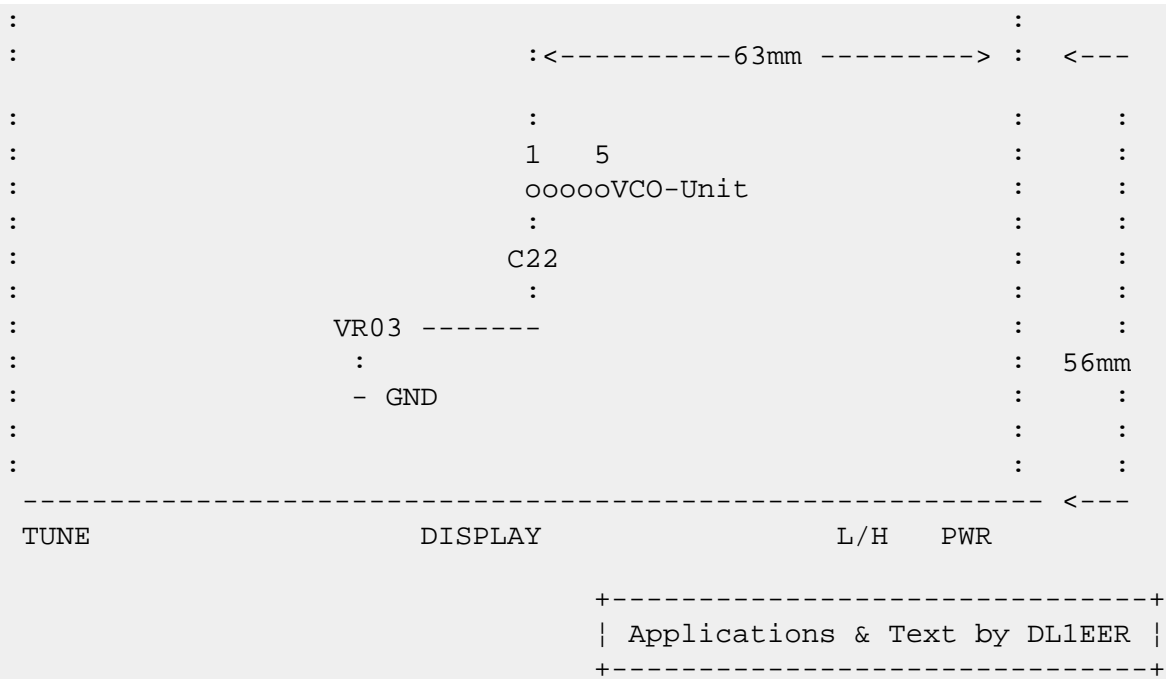 :                                                         :
:                             :<----------63mm ---------> :  <---
:                             :                           :     :
:                             1   5                       :     :
:                             oooooVCO-Unit               :     :
:                             :                           :     :
:                            C22                          :     :
:                             :                           :     :
:                  VR03 -------                           :     :
:                   :                                     :  56mm
:                   - GND                                 :     :
:                                                         :     :
:                                                         :     :
 ----------------------------------------------------------- <---
 TUNE                   DISPLAY                 L/H   PWR
                                  +-------------------------------+
                                  ¦ Applications & Text by DL1EER ¦
                                  +-------------------------------+